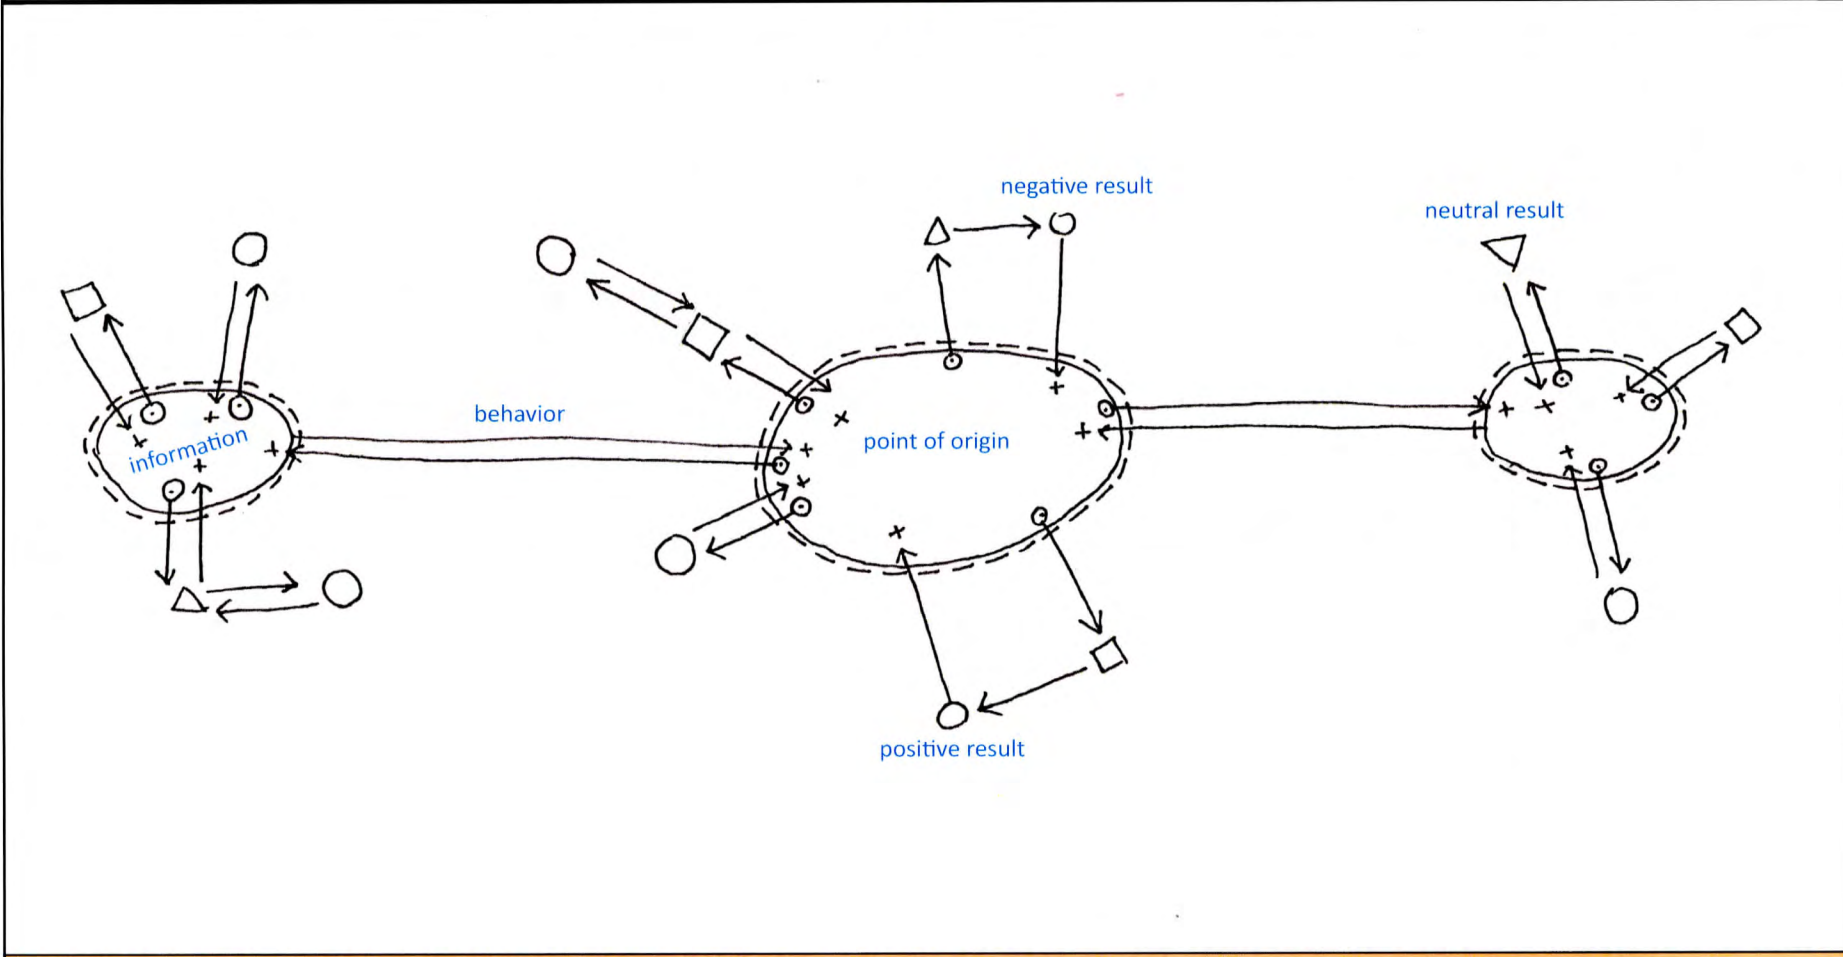 negative result
neutral result
behavior
information
point of origin
positive result